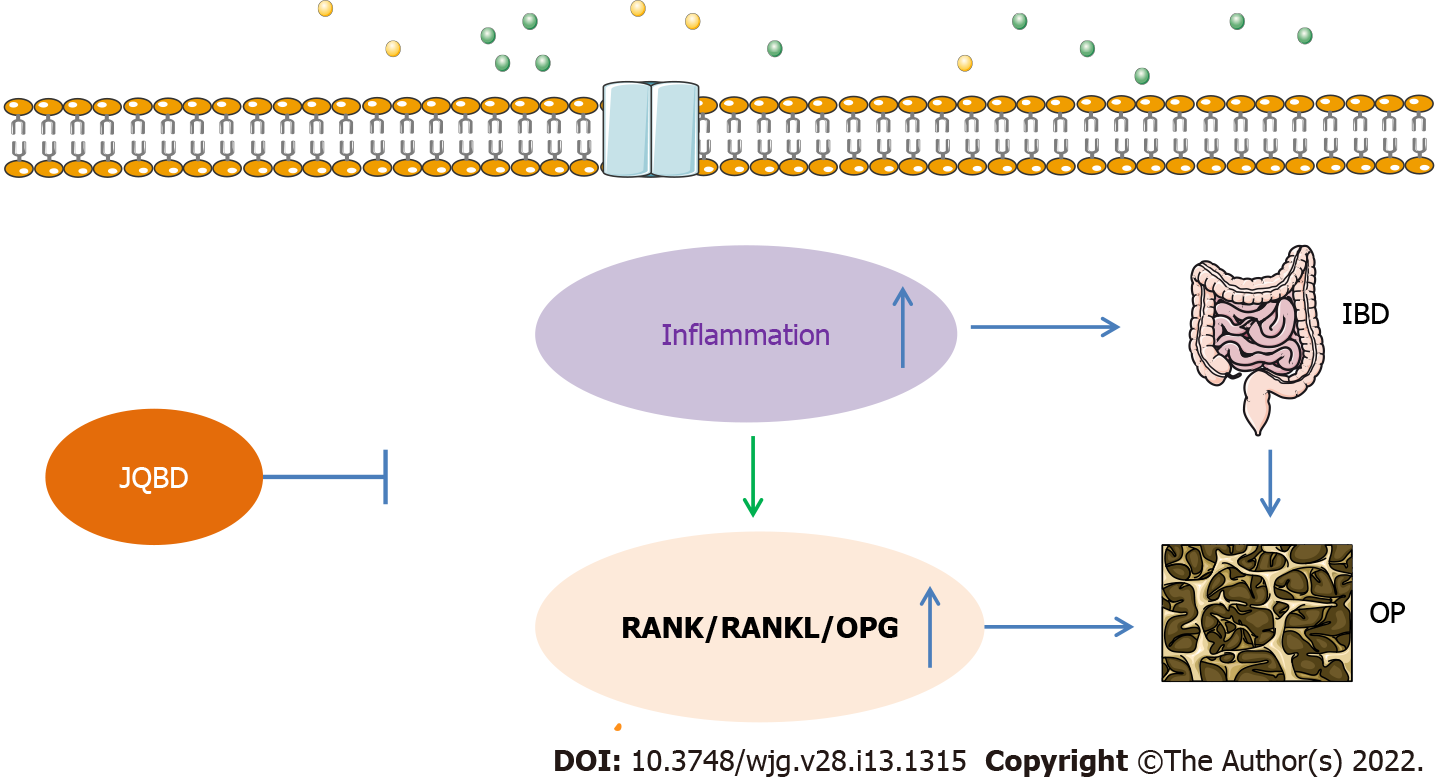 Inflammation
IBD
JQBD
RANK/RANKL/OPG
OP
DOI: 10.3748/wjg.v28.i13.1315 Copyright ©The Author(s) 2022.